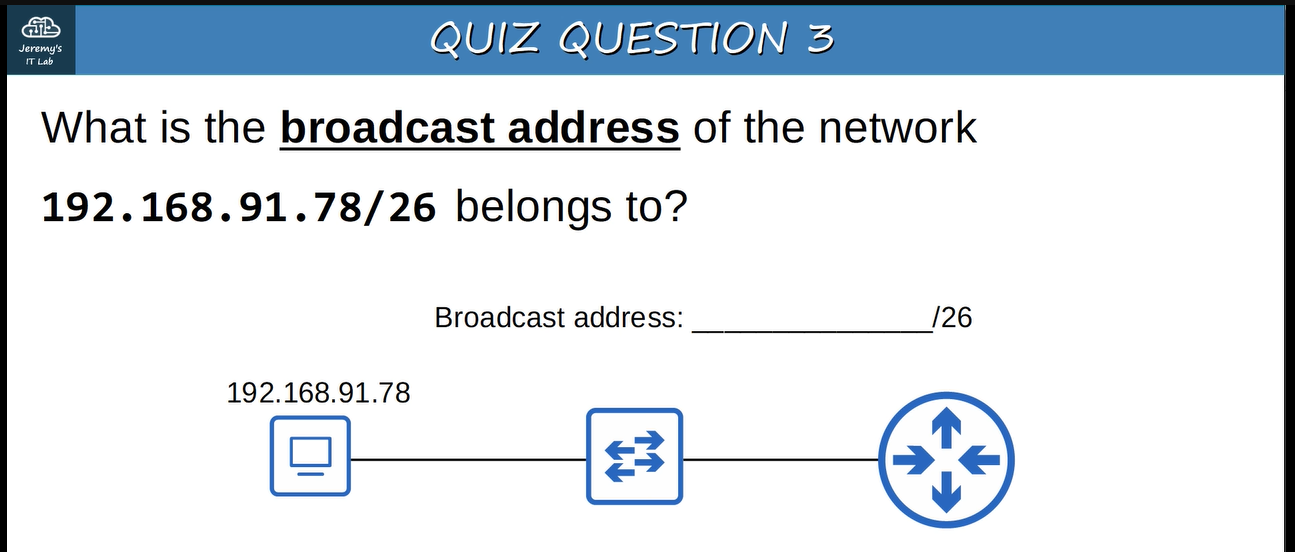 Jeremy's
IT Lab
QUIZ QUESTION 3
What is the broadcast address of the network
192.168.91.78/26 belongs to?
Broadcast address: _______________/26
192.168.91.78